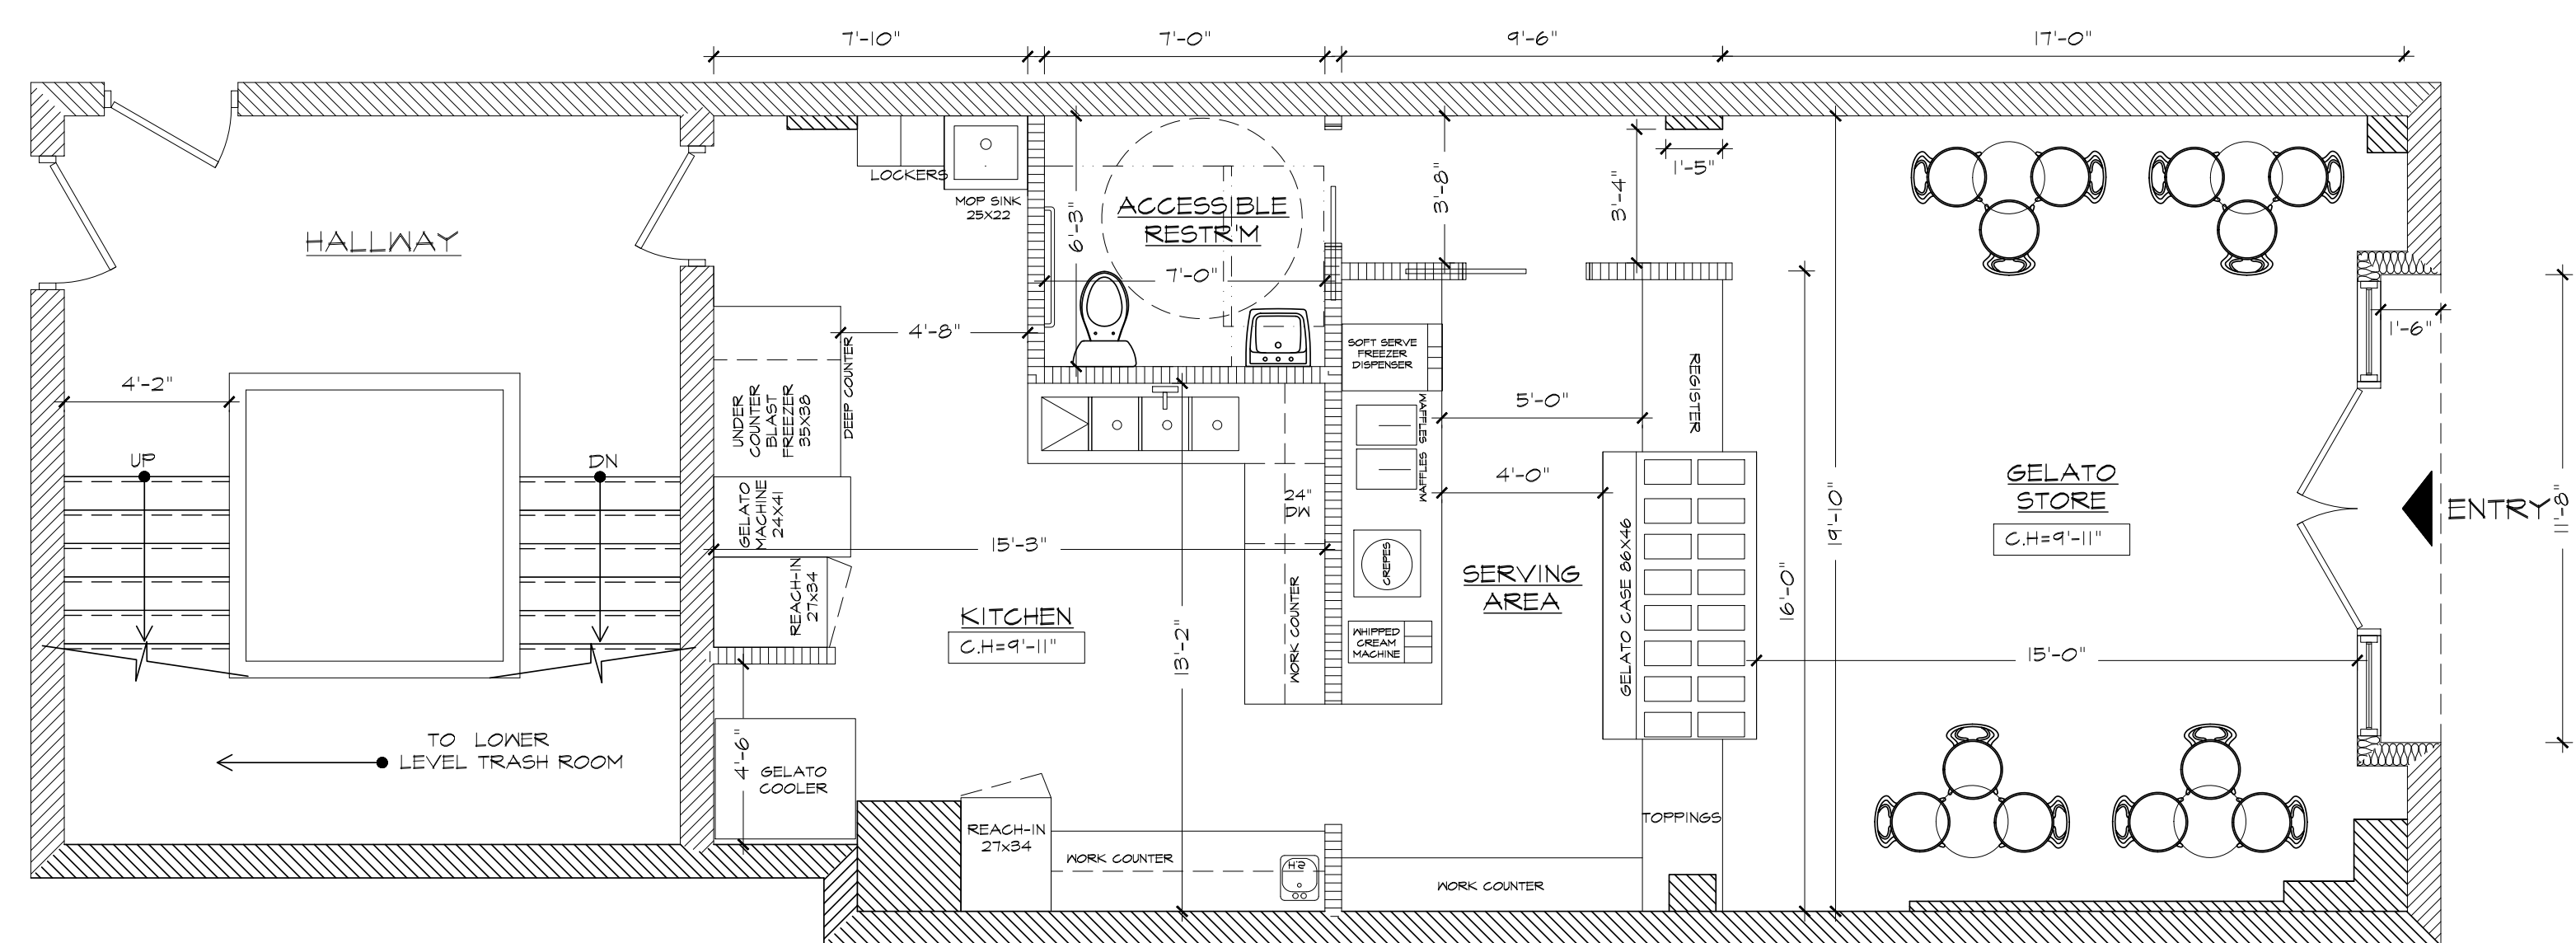 7'-10"
7'-0"
9'-6"
17'-0"
HALLWAY
4'-2"
UP
DN
TO LOWER
LEVEL TRASH ROOM
LOCKERS
MOP SINK
25X22
4'-8"
UNDER
COUNTER
BLAST
FREEZER
35X38
DEEP COUNTER
GELATO
MACHINE
24X41
REACH-IN
27x34
15'-3"
KITCHEN
C.H=9'-11"
4'-6"
GELATO
COOLER
REACH-IN
27x34
WORK COUNTER
H.S
13'-2"
6'-3"
ACCESSIBLE
RESTR'M
7'-0"
24"
DW
WORK COUNTER
3'-8"
3'-4"
1'-5"
SOFT SERVE
FREEZER
DISPENSER
WAFFLES
WAFFLES
CREPES
WHIPPED
CREAM
MACHINE
5'-0"
4'-0"
REGISTER
SERVING
AREA
GELATO CASE 86X46
TOPPINGS
WORK COUNTER
16'-0"
19'-10"
GELATO
STORE
C.H=9'-11"
15'-0"
1'-6"
ENTRY
11'-8"